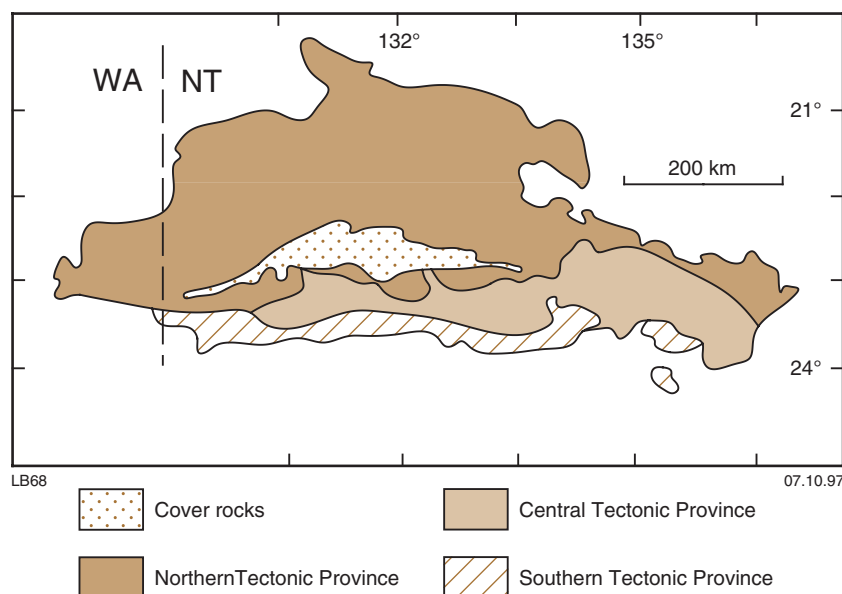 132° 135°
WA NT
21°
200 km
24°
LB68 07.10.97
Cover rocks Central Tectonic Province
NorthernTectonic Province Southern Tectonic Province